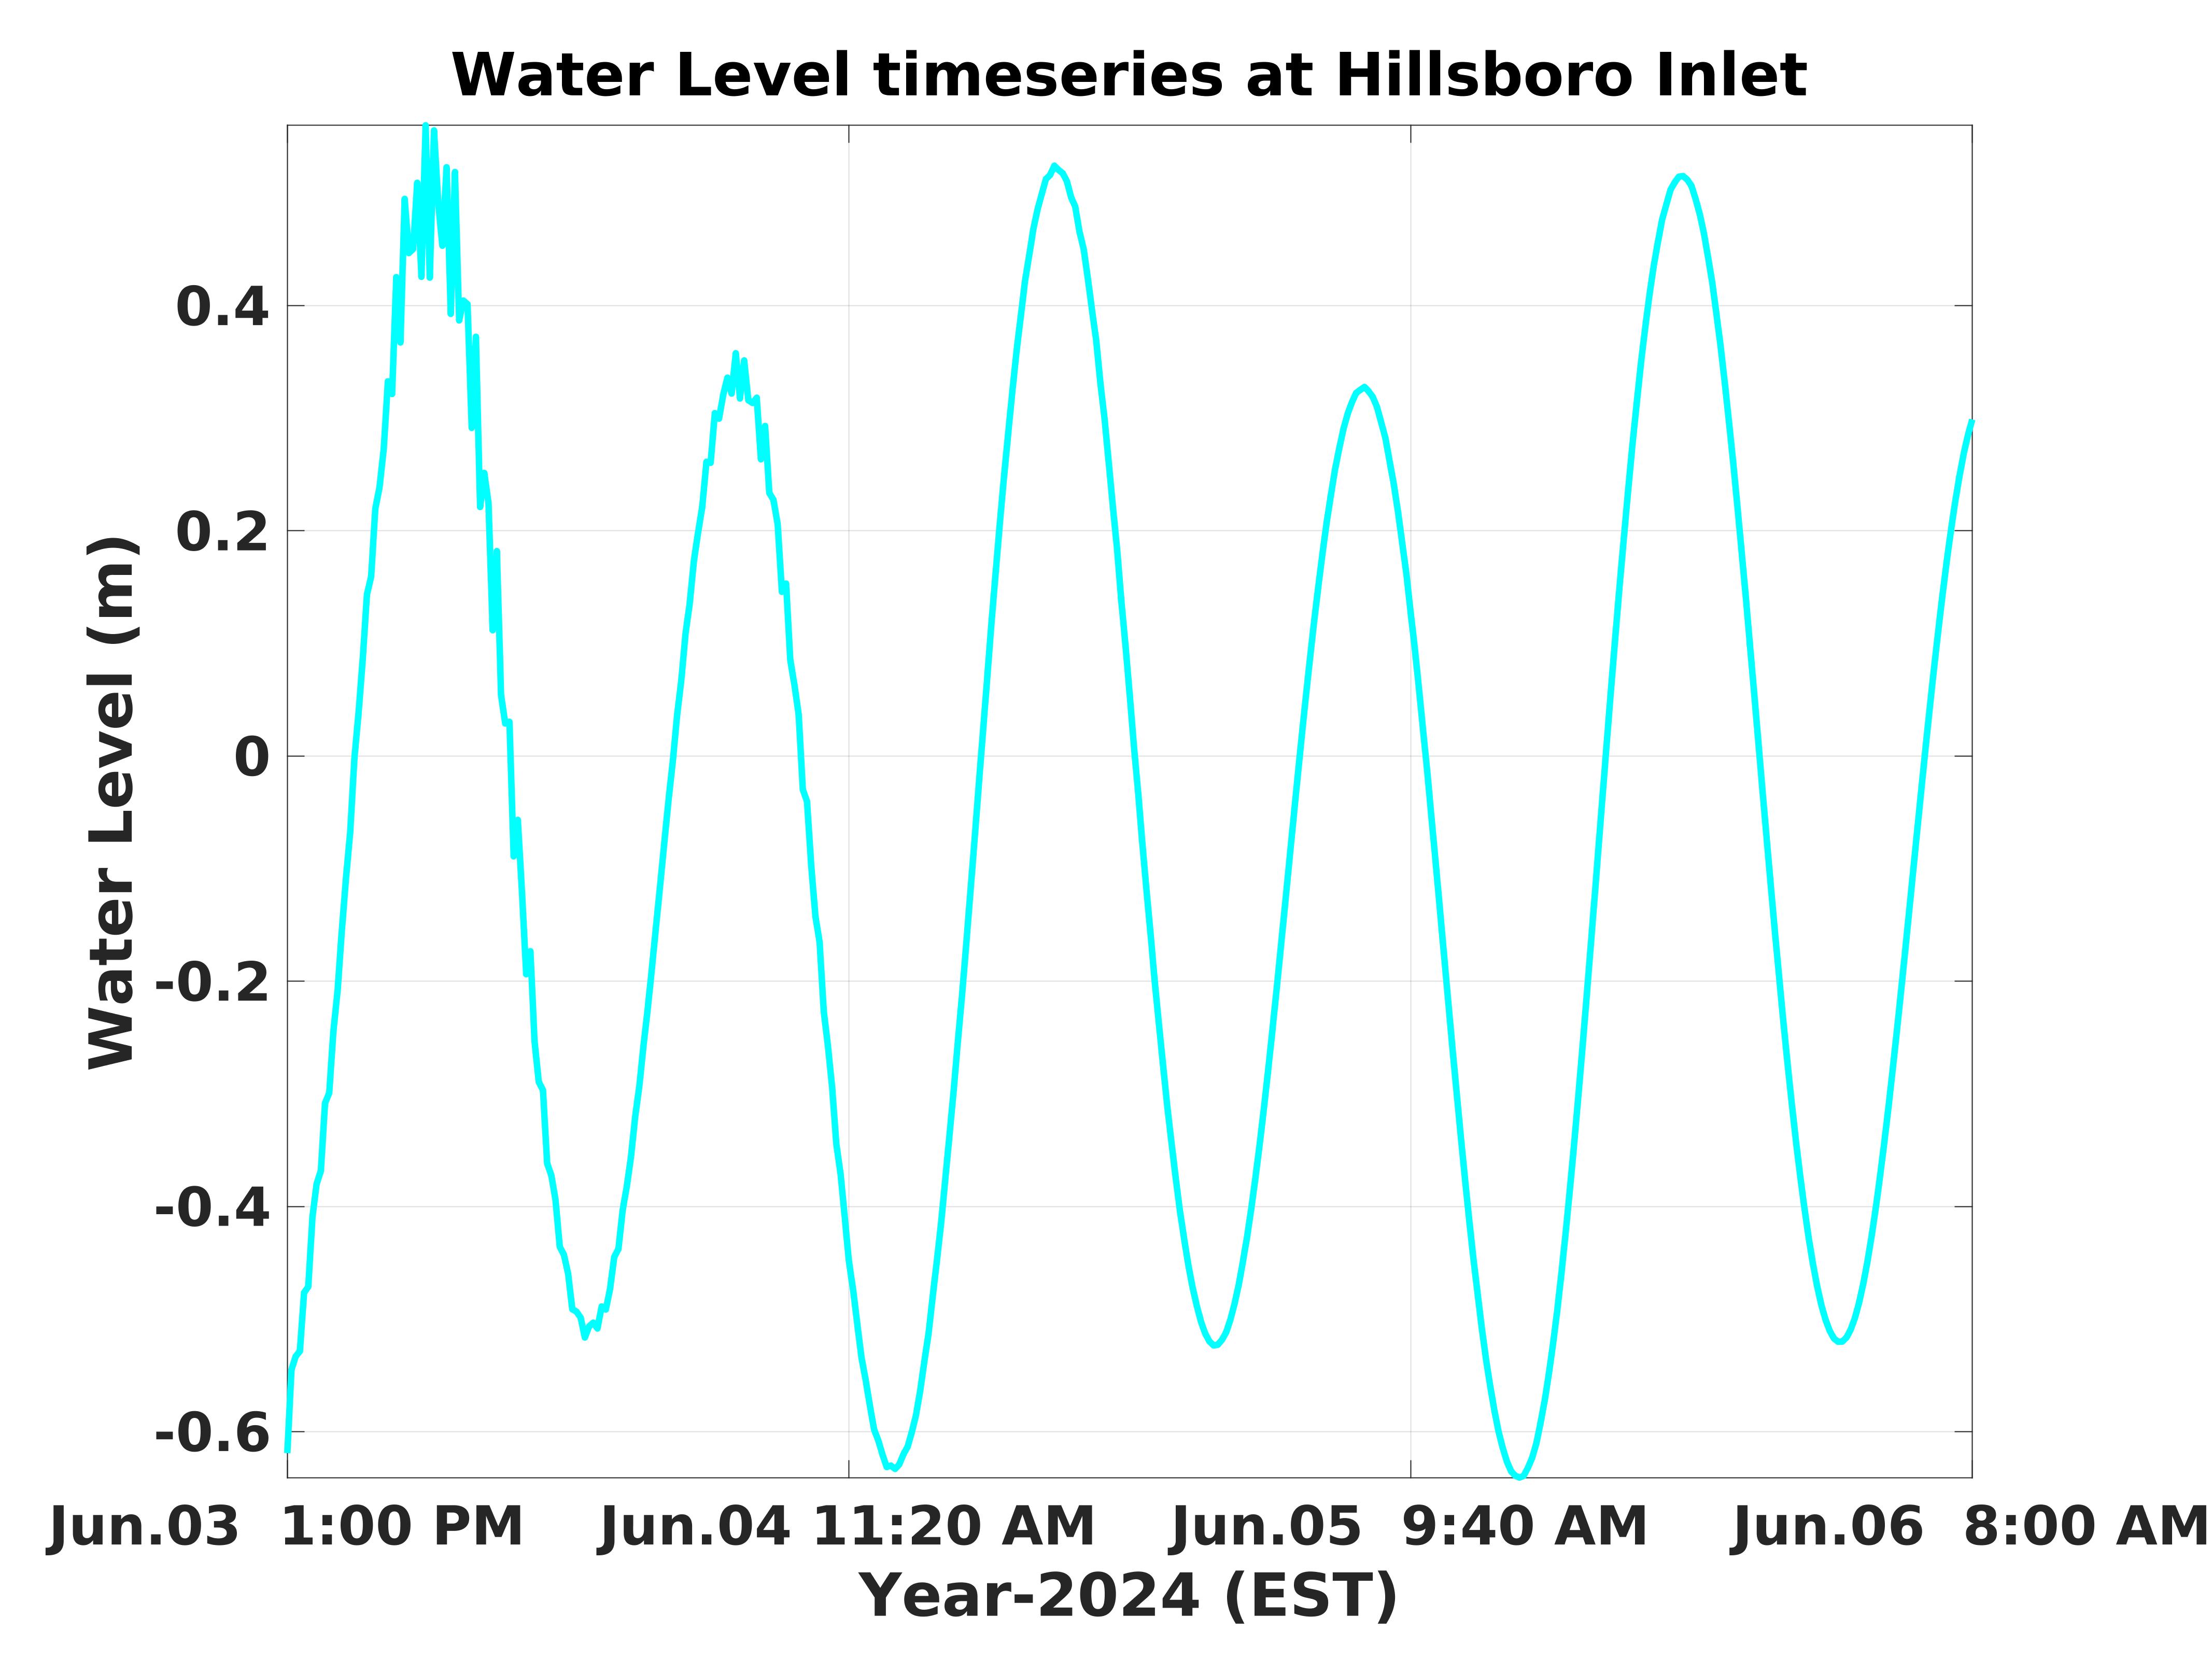 Water Level timeseries at Hillsboro Inlet
Water Level (m)
0.4
0.2
0
-0.2
-0.4
-0.6
Jun.03  1:00 PM
Jun.04 11:20 AM
Jun.05  9:40 AM
Jun.06  8:00 AM
Year-2024 (EST)